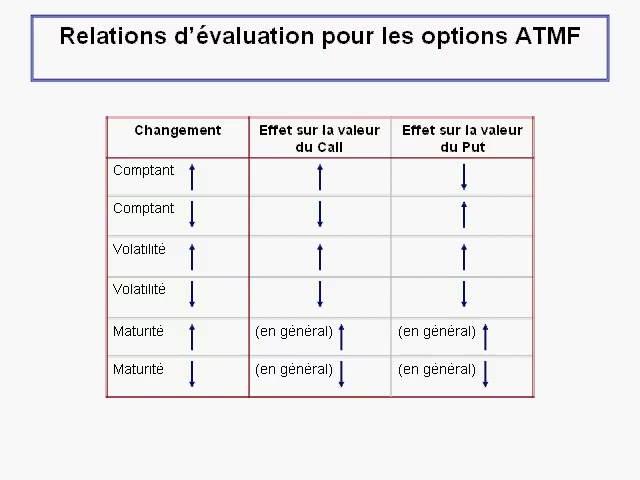 Relations d'évaluation pour les options ATMF
Changement
Effet sur la valeur
du Call
Effet sur la valeur
du Put
Comptant ↑ ↑ ↓
Comptant ↓ ↓ ↑
Volatilité ↑ ↑ ↑
Volatilité ↓ ↓ ↓
Maturité ↑ (en général) ↑ (en général) ↑
Maturité ↓ (en général) ↓ (en général) ↓